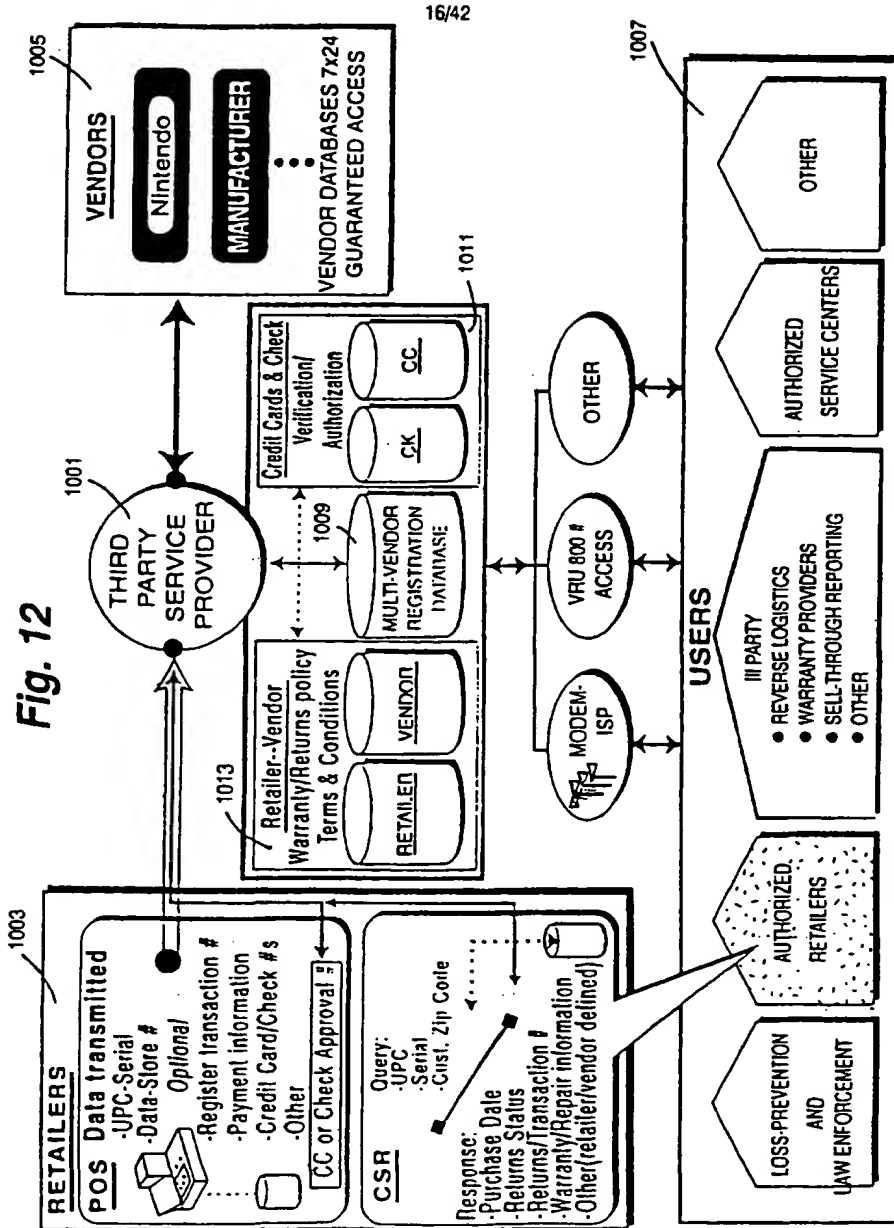 16/42
Fig. 12
1003
RETAILERS
POS Data transmitted
-UPC-Serial
-Data-Store #
Optional
-Register transaction #
-Payment information
-Credit Card/Check #s
-Other
CC or Check Approval #
CSR
Query:
-UPC
-Serial
-Cust. Zip Code
Response:
-Purchase Date
-Returns Status
-Returns/Transaction #
-Warranty/Repair information
-Other(retailer/vendor defined)
1001
THIRD
PARTY
SERVICE
PROVIDER
1005
VENDORS
Nintendo
MANUFACTURER
VENDOR DATABASES 7x24
GUARANTEED ACCESS
1013
Retailer--Vendor
Warranty/Returns policy
Terms & Conditions
RETAILER
VENDOR
1009
MULTI-VENDOR
REGISTRATION
DATABASE
Credit Cards & Check
Verification/
Authorization
CK
CC
1011
MODEM-
ISP
VRU 800 #
ACCESS
OTHER
1007
USERS
LOSS-PREVENTION
AND
LAW ENFORCEMENT
AUTHORIZED
RETAILERS
III PARTY
● REVERSE LOGISTICS
● WARRANTY PROVIDERS
● SELL-THROUGH REPORTING
● OTHER
AUTHORIZED
SERVICE CENTERS
OTHER